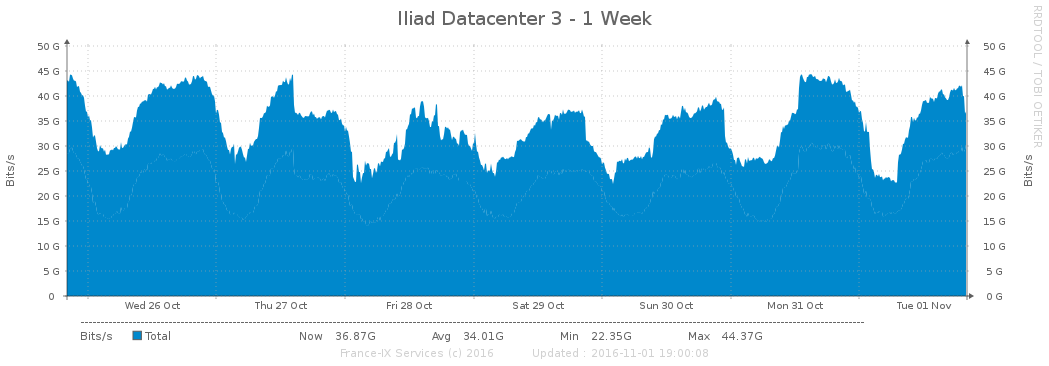 Iliad Datacenter 3 - 1 Week
RRDTOOL / TOBI OETIKER
50 G 50 G
45 G 45 G
40 G 40 G
35 G 35 G
30 G 30 G
25 G 25 G
20 G 20 G
15 G 15 G
10 G 10 G
5 G 5 G
0 0 G
Bits/s
Bits/s
Wed 26 Oct Thu 27 Oct Fri 28 Oct Sat 29 Oct Sun 30 Oct Mon 31 Oct Tue 01 Nov
Bits/s Total Now 36.87G Avg 34.01G Min 22.35G Max 44.37G
France-IX Services (c) 2016 Updated : 2016-11-01 19:00:08